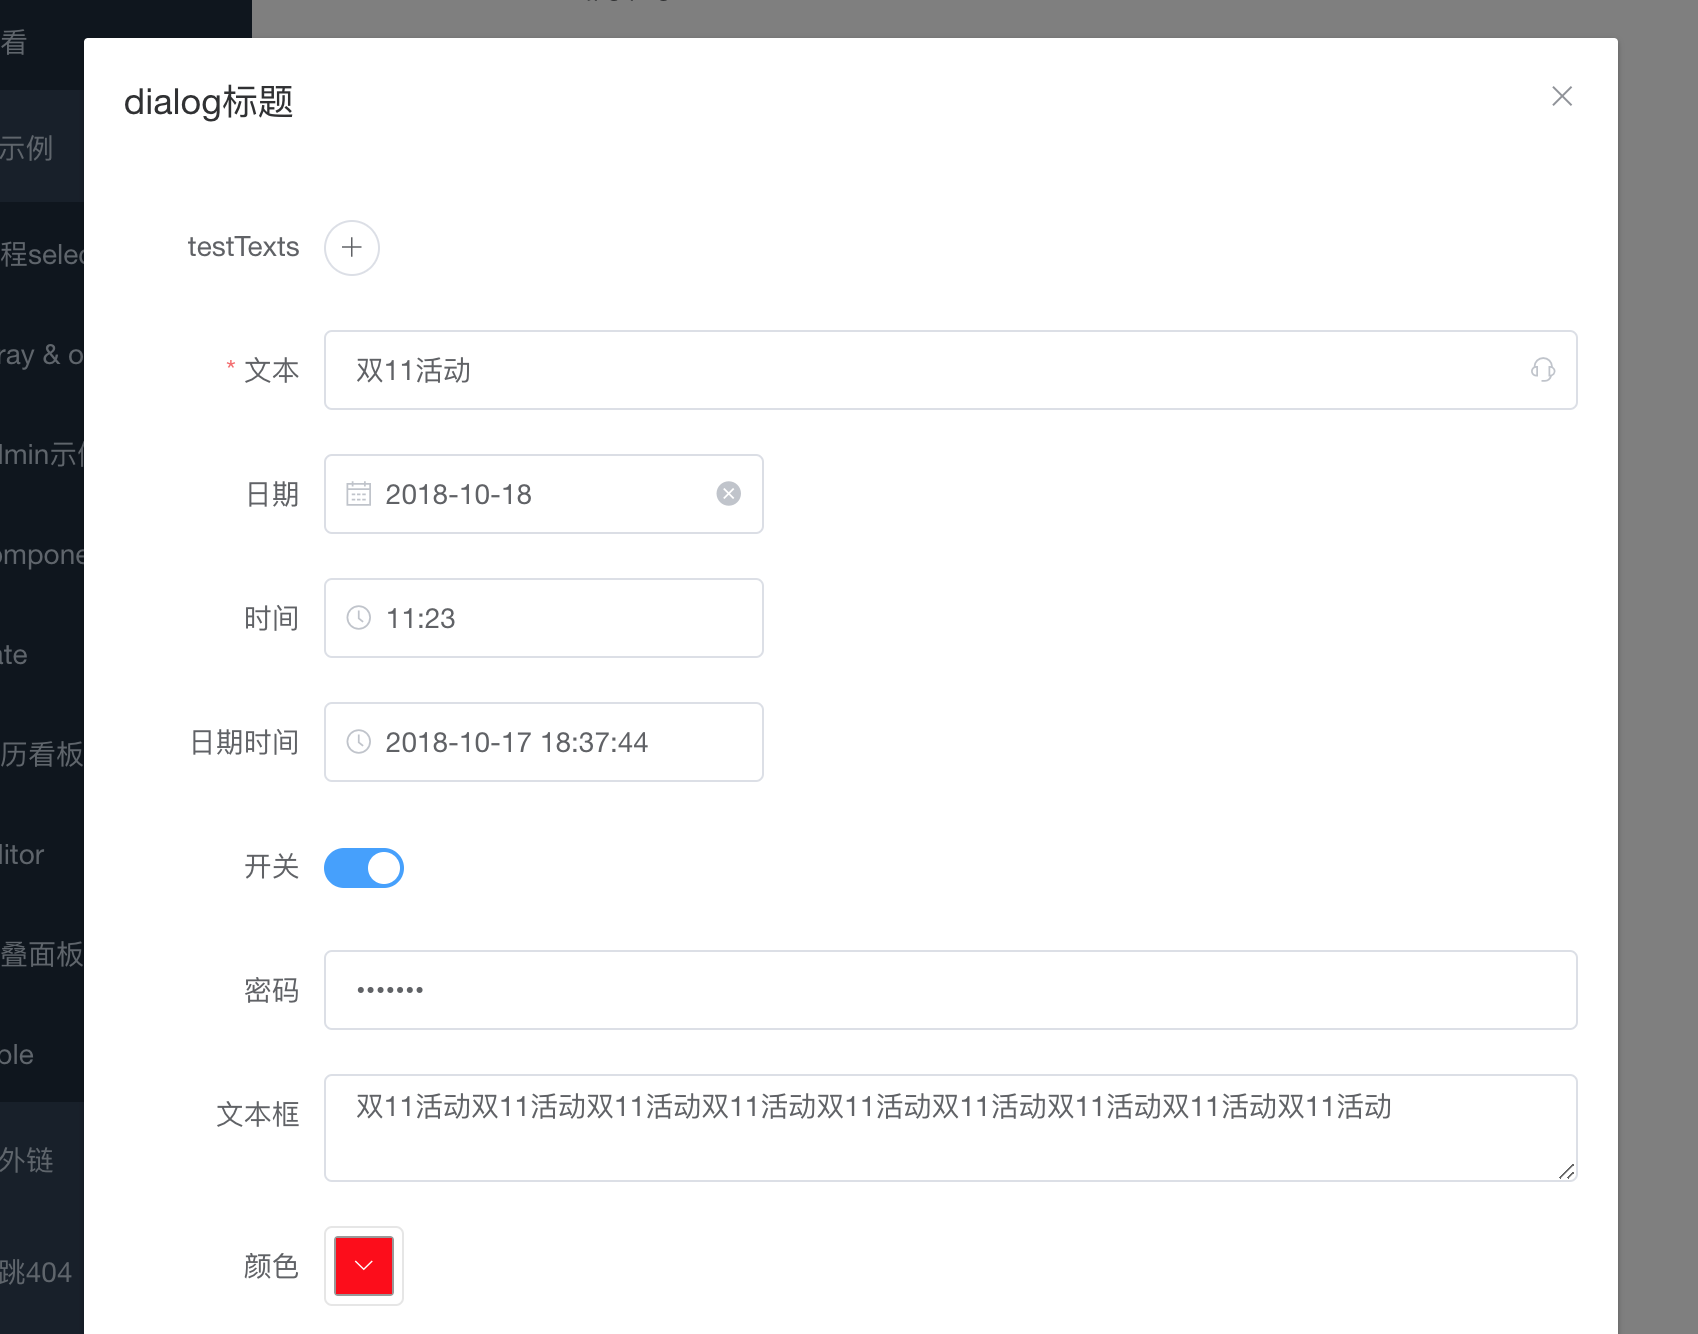 看
示例
程selec
ray & o
lmin示
ompone
ate
历看板
litor
叠面板
ble
外链
跳404
dialog标题
testTexts
* 文本 双11活动
日期 2018-10-18
时间 11:23
日期时间 2018-10-17 18:37:44
开关
密码 •••••••
文本框 双11活动双11活动双11活动双11活动双11活动双11活动双11活动双11活动双11活动
颜色